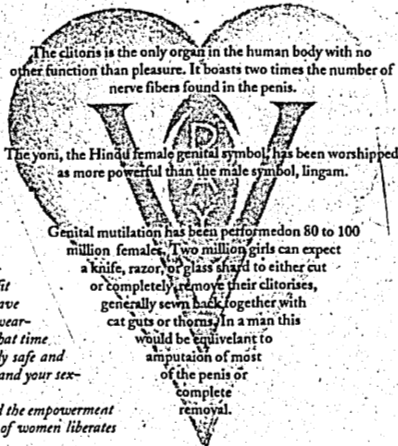 The clitoris is the only organ in the human body with no
other function than pleasure. It boasts two times the number of
nerve fibers found in the penis.
The yoni, the Hindu female genital symbol, has been worshipped
as more powerful than the male symbol, lingam.
Genital mutilation has been performedon 80 to 100
million females. Two million girls can expect
a knife, razor, or glass shard to either cut
or completely remove their clitorises,
generally sewn back together with
cat guts or thorns. In a man this
would be equivelant to
amputaion of most
of the penis or
complete
removal.
fit
ave
wear-
hat time
ly safe and
and your sex-
d the empowerment
of women liberates